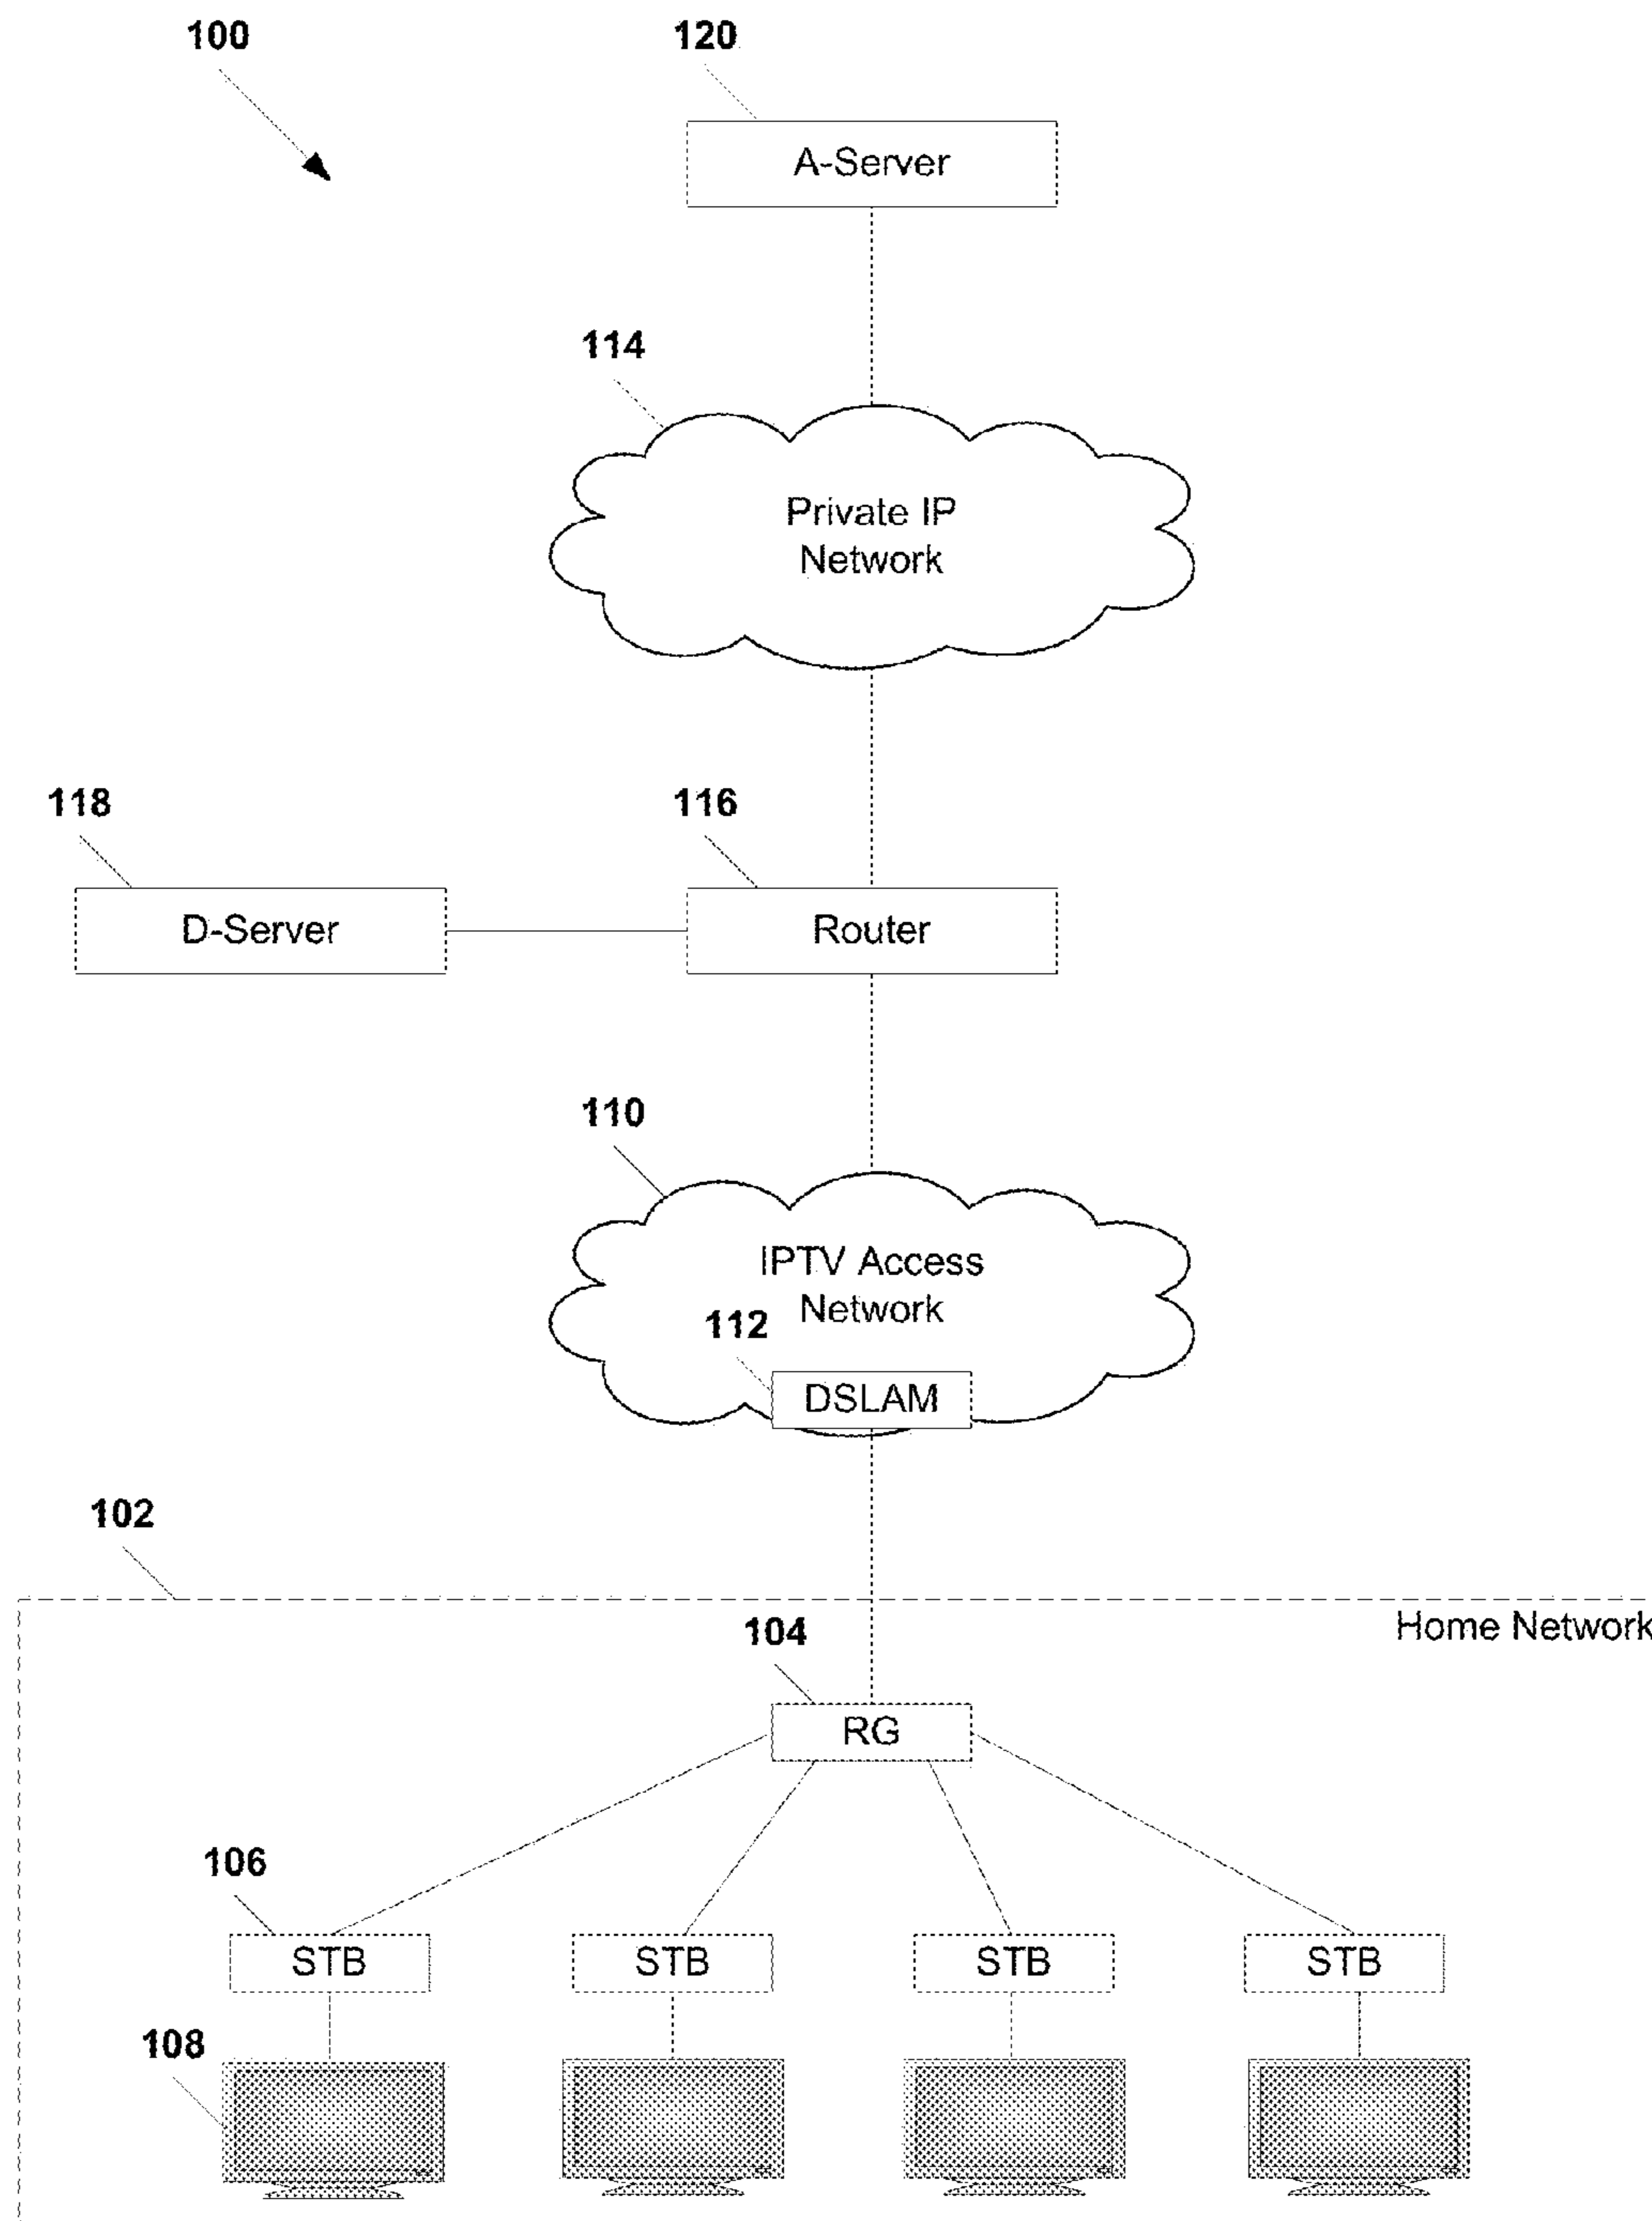 100
120
A-Server
114
Private IP
Network
118
116
D-Server
Router
110
IPTV Access
Network
112
DSLAM
102
Home Network
104
RG
106
STB
STB
STB
STB
108